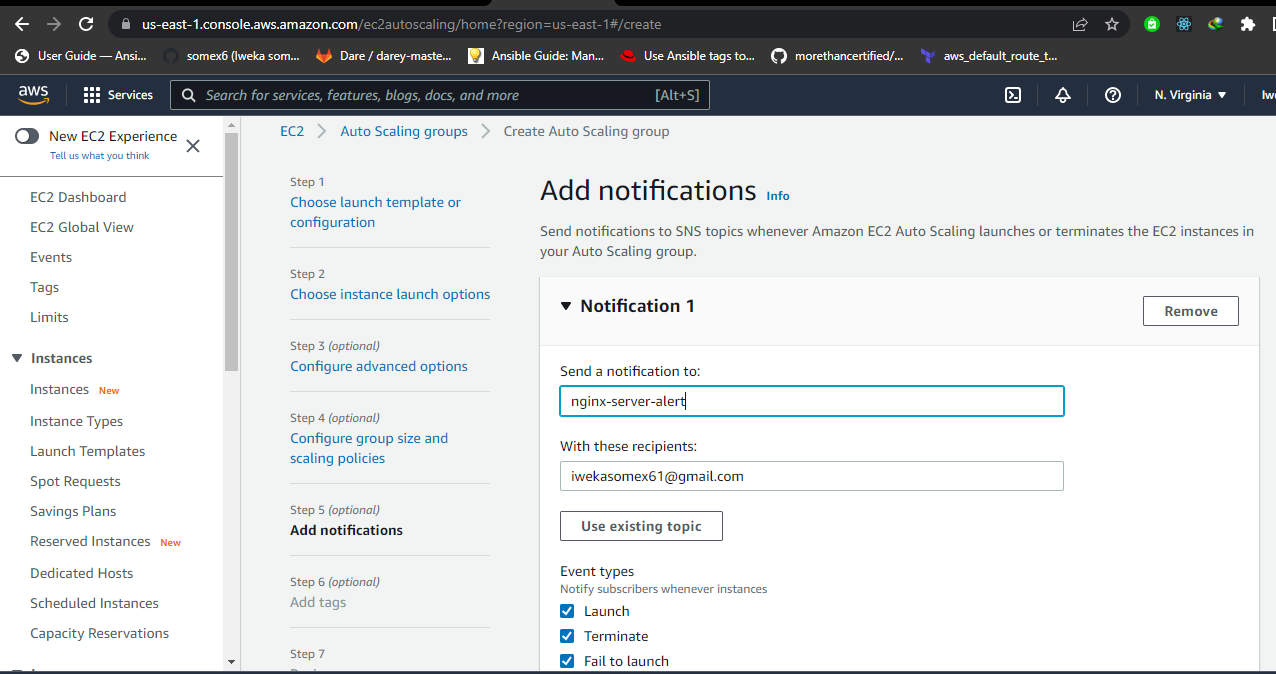 us-east-1.console.aws.amazon.com/ec2autoscaling/home?region=us-east-1#/create
User Guide — Ansi...
somex6 (Iweka som...
Dare / darey-maste...
Ansible Guide: Man...
Use Ansible tags to...
morethancertified/...
aws_default_route_t...
aws
Services
Search for services, features, blogs, docs, and more
[Alt+S]
N. Virginia
Iwe
New EC2 Experience
Tell us what you think
EC2 Dashboard
EC2 Global View
Events
Tags
Limits
Instances
Instances New
Instance Types
Launch Templates
Spot Requests
Savings Plans
Reserved Instances New
Dedicated Hosts
Scheduled Instances
Capacity Reservations
EC2
Auto Scaling groups
Create Auto Scaling group
Step 1
Choose launch template or
configuration
Step 2
Choose instance launch options
Step 3 (optional)
Configure advanced options
Step 4 (optional)
Configure group size and
scaling policies
Step 5 (optional)
Add notifications
Step 6 (optional)
Add tags
Step 7
Add notifications Info
Send notifications to SNS topics whenever Amazon EC2 Auto Scaling launches or terminates the EC2 instances in
your Auto Scaling group.
Notification 1
Remove
Send a notification to:
nginx-server-alert
With these recipients:
iwekasomex61@gmail.com
Use existing topic
Event types
Notify subscribers whenever instances
Launch
Terminate
Fail to launch